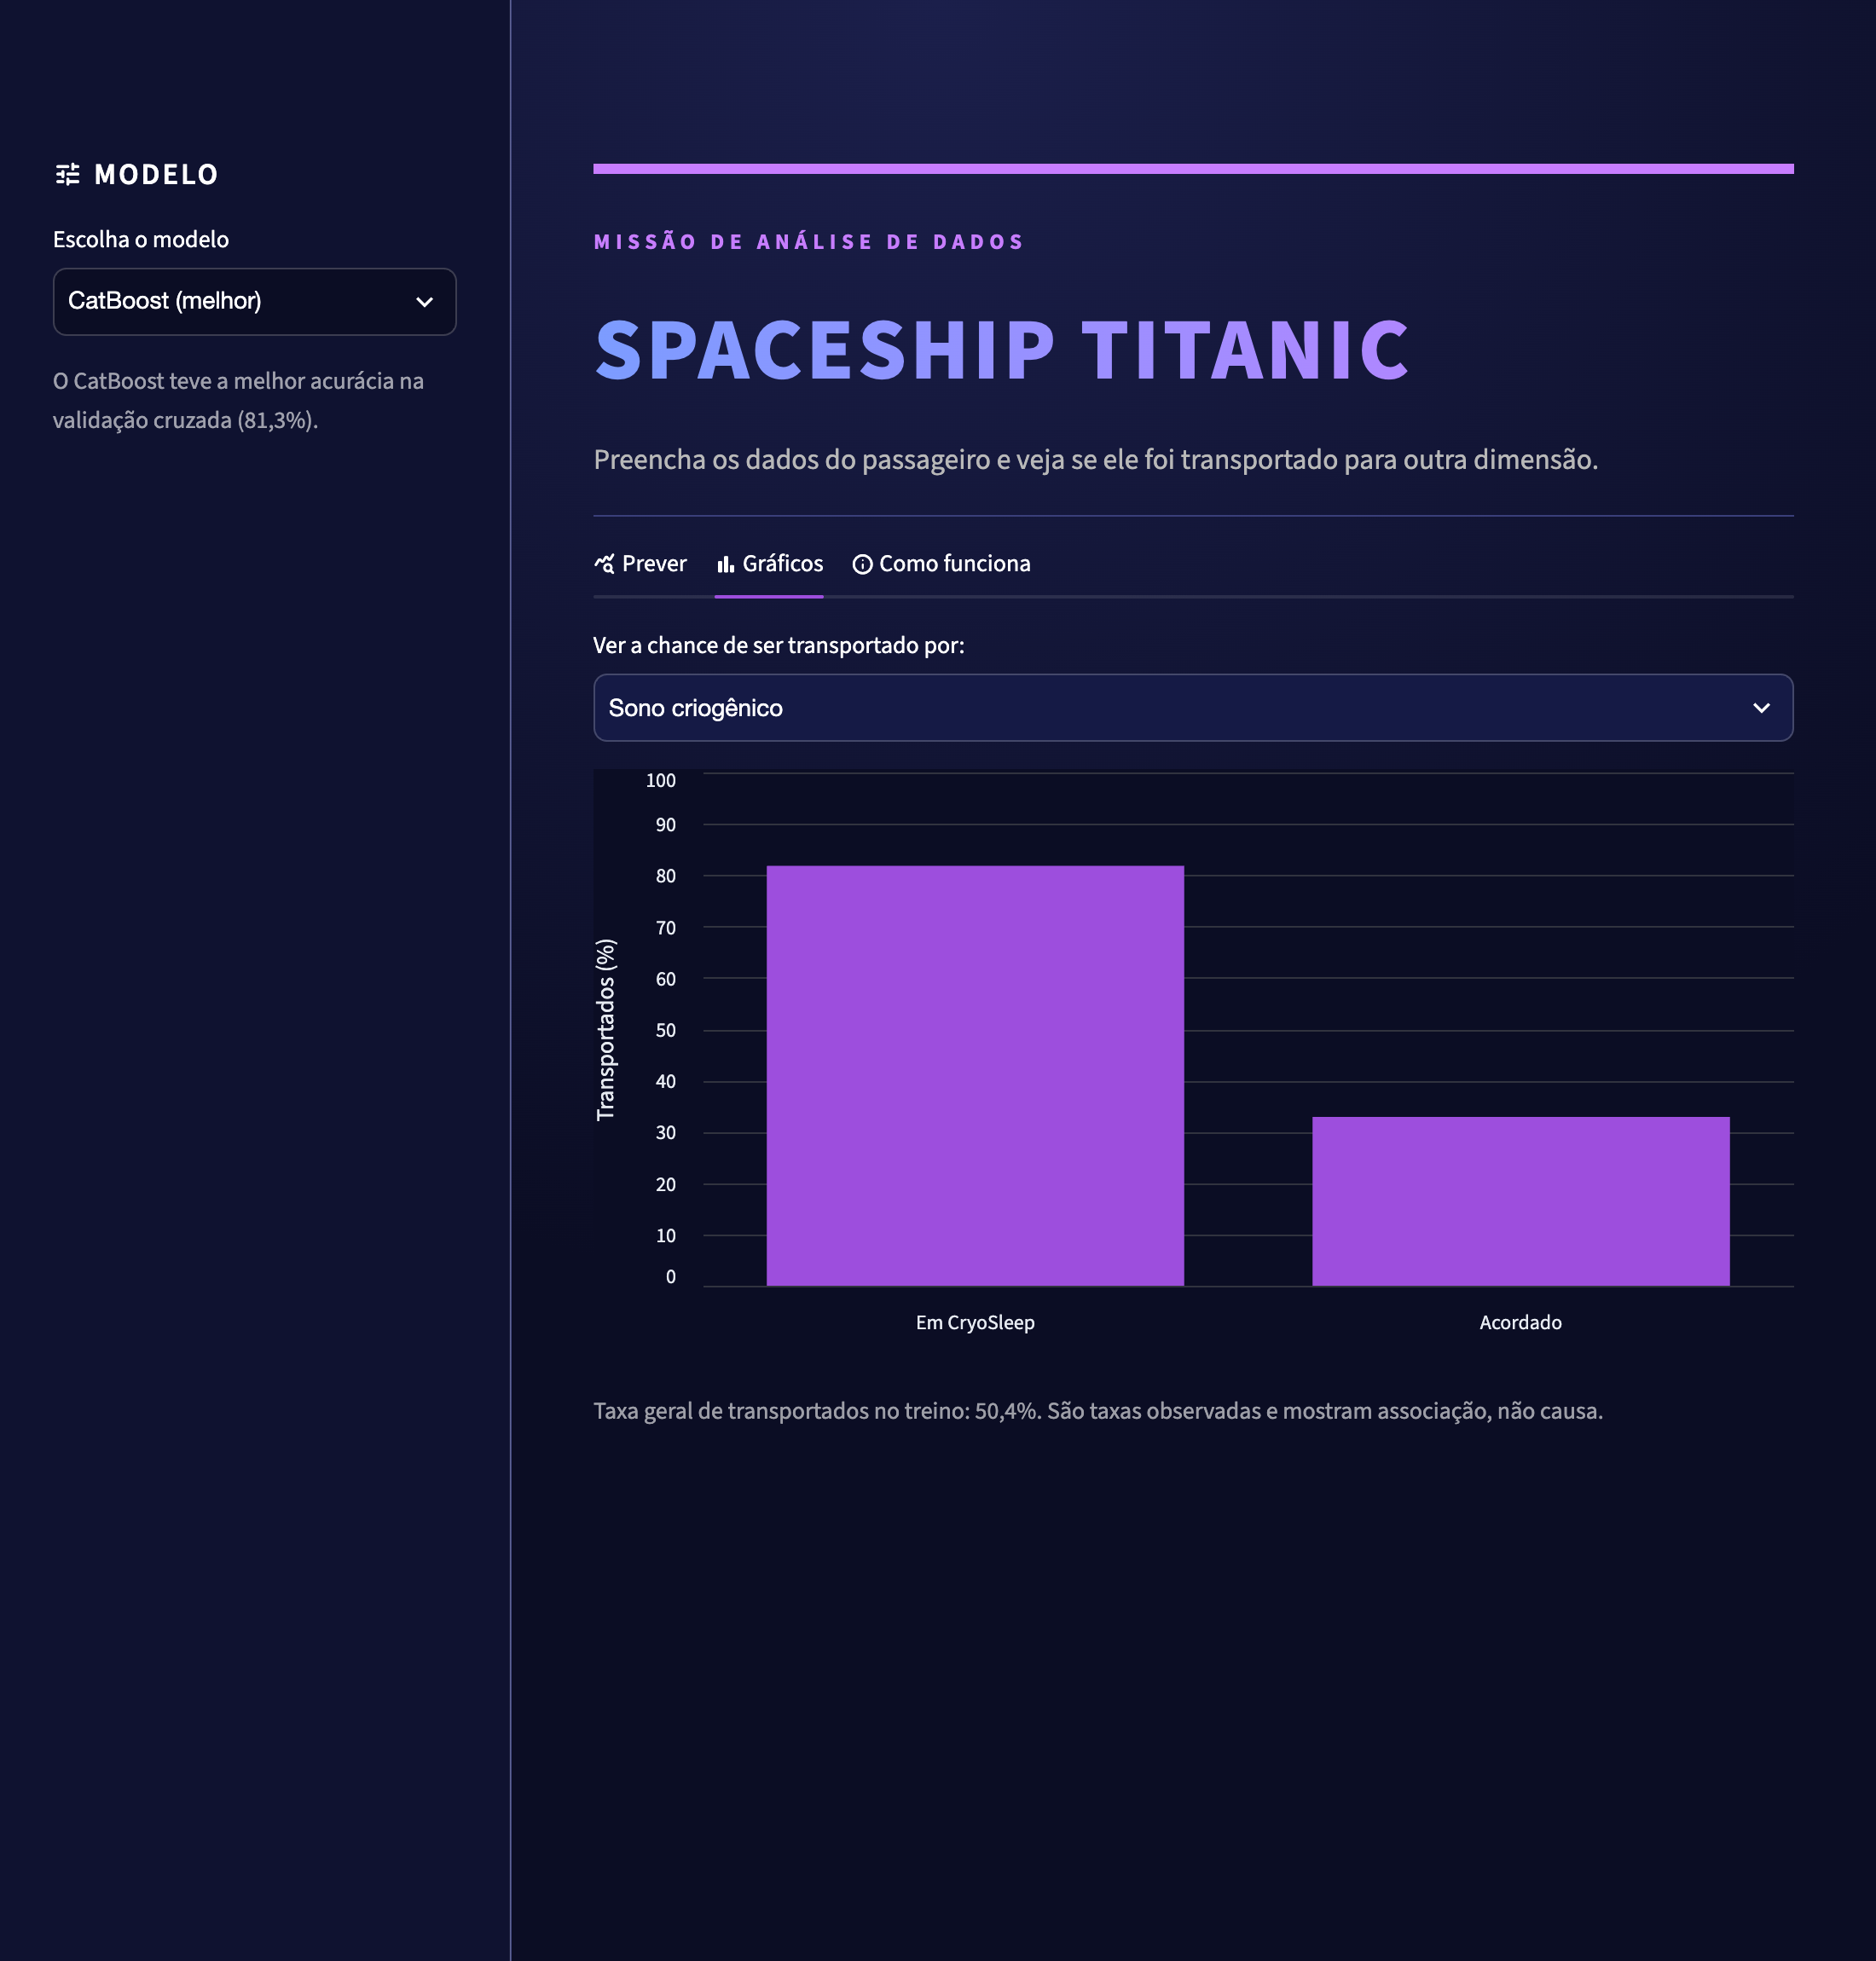 MODELO
Escolha o modelo
CatBoost (melhor)
O CatBoost teve a melhor acurácia na
validação cruzada (81,3%).
MISSÃO DE ANÁLISE DE DADOS
SPACESHIP TITANIC
Preencha os dados do passageiro e veja se ele foi transportado para outra dimensão.
Prever Gráficos Como funciona
Ver a chance de ser transportado por:
Sono criogênico
100
90
80
70
60
50
40
30
20
10
0
Transportados (%)
Em CryoSleep Acordado
Taxa geral de transportados no treino: 50,4%. São taxas observadas e mostram associação, não causa.